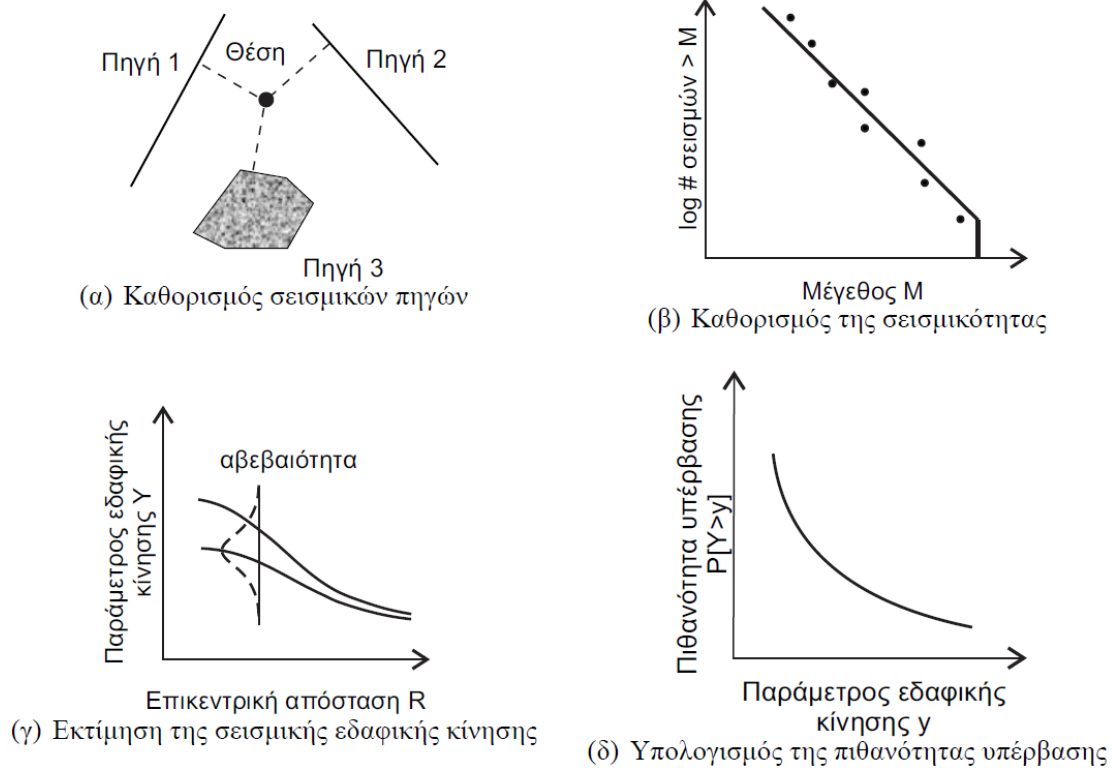 Πηγή 1
Θέση
Πηγή 2
Πηγή 3
(α) Καθορισμός σεισμικών πηγών
log # σεισμών > M
Μέγεθος M
(β) Καθορισμός της σεισμικότητας
Παράμετρος εδαφικής
κίνησης Y
αβεβαιότητα
Επικεντρική απόσταση R
(γ) Εκτίμηση της σεισμικής εδαφικής κίνησης
Πιθανότητα υπέρβασης
P[Y>y]
Παράμετρος εδαφικής
κίνησης y
(δ) Υπολογισμός της πιθανότητας υπέρβασης